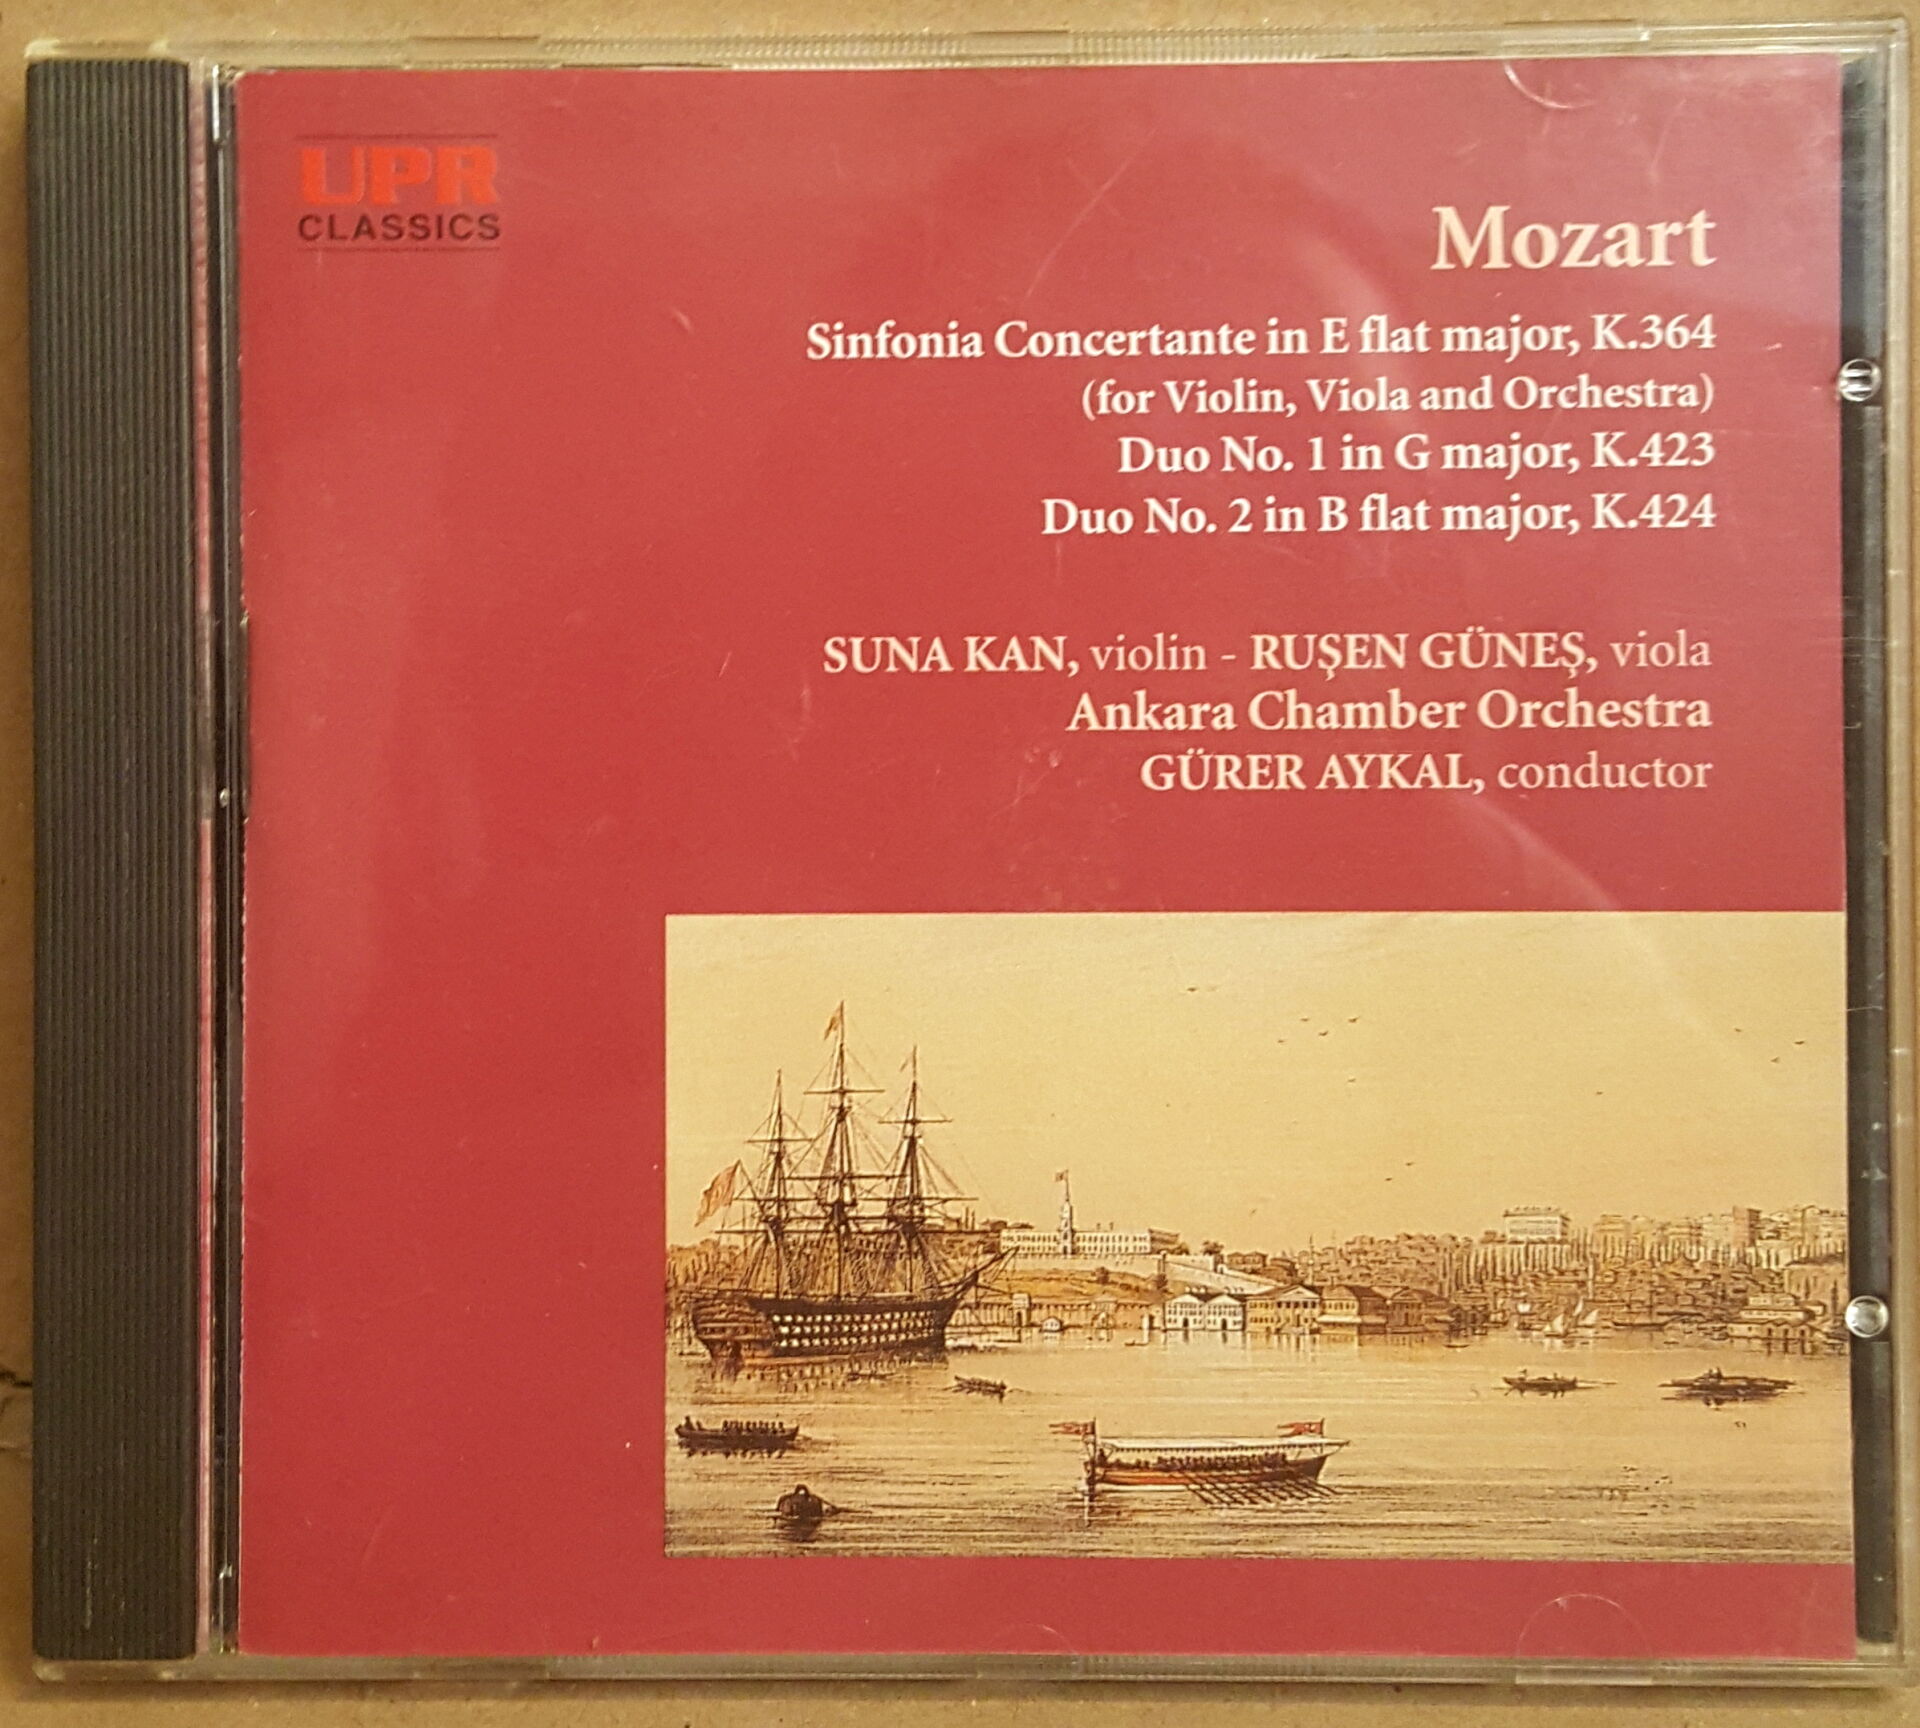 UPR
CLASSICS
Mozart
Sinfonia Concertante in E flat major, K.364
(for Violin, Viola and Orchestra)
Duo No. 1 in G major, K.423
Duo No. 2 in B flat major, K.424
SUNA KAN, violin - RUŞEN GÜNEŞ, viola
Ankara Chamber Orchestra
GÜRER AYKAL, conductor